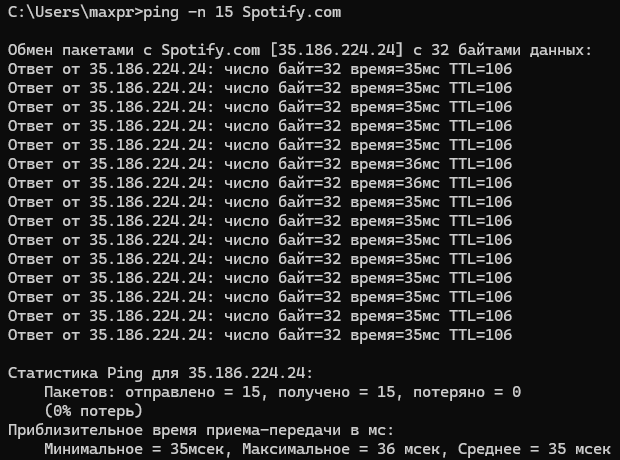 C:\Users\maxpr>ping -n 15 Spotify.com
Обмен пакетами с Spotify.com [35.186.224.24] с 32 байтами данных:
Ответ от 35.186.224.24: число байт=32 время=35мс TTL=106
Ответ от 35.186.224.24: число байт=32 время=35мс TTL=106
Ответ от 35.186.224.24: число байт=32 время=35мс TTL=106
Ответ от 35.186.224.24: число байт=32 время=35мс TTL=106
Ответ от 35.186.224.24: число байт=32 время=35мс TTL=106
Ответ от 35.186.224.24: число байт=32 время=36мс TTL=106
Ответ от 35.186.224.24: число байт=32 время=36мс TTL=106
Ответ от 35.186.224.24: число байт=32 время=35мс TTL=106
Ответ от 35.186.224.24: число байт=32 время=35мс TTL=106
Ответ от 35.186.224.24: число байт=32 время=35мс TTL=106
Ответ от 35.186.224.24: число байт=32 время=35мс TTL=106
Ответ от 35.186.224.24: число байт=32 время=35мс TTL=106
Ответ от 35.186.224.24: число байт=32 время=35мс TTL=106
Ответ от 35.186.224.24: число байт=32 время=35мс TTL=106
Ответ от 35.186.224.24: число байт=32 время=35мс TTL=106
Статистика Ping для 35.186.224.24:
Пакетов: отправлено = 15, получено = 15, потеряно = 0
(0% потерь)
Приблизительное время приема-передачи в мс:
Минимальное = 35мсек, Максимальное = 36 мсек, Среднее = 35 мсек